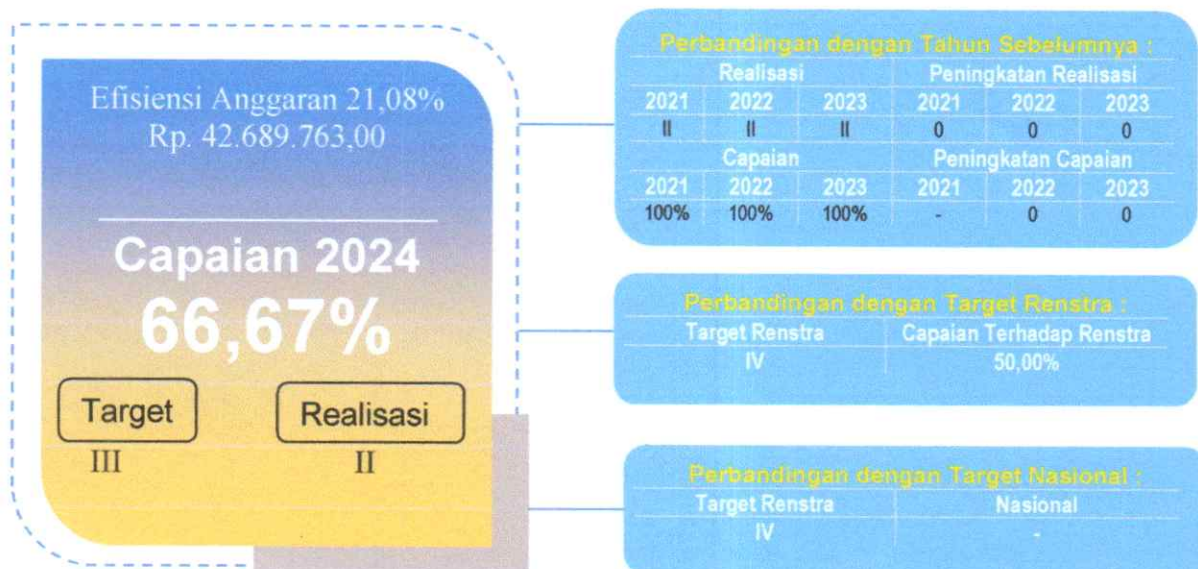 Efisiensi Anggaran 21,08%
Rp. 42.689.763,00
Capaian 2024
66,67%
Target
Realisasi
III
II
Perbandingan dengan Tahun Sebelumnya :
Realisasi Peningkatan Realisasi
2021 2022 2023 2021 2022 2023
II II II 0 0 0
Capaian Peningkatan Capaian
2021 2022 2023 2021 2022 2023
100% 100% 100% - 0 0
Perbandingan dengan Target Renstra :
Target Renstra Capaian Terhadap Renstra
IV 50,00%
Perbandingan dengan Target Nasional :
Target Renstra Nasional
IV -